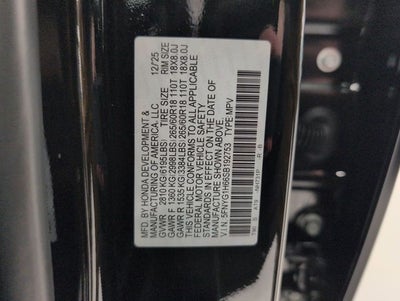 MFD BY HONDA DEVELOPMENT & 12/25
MANUFACTURING OF AMERICA, LLC
GVWR 2810 KG(6195LBS) TIRE SIZE RIM SIZE
GAWR F 1360 KG(2998LBS) 265/60R18 110T 18X8.0J
GAWR R 1535 KG(3384LBS) 265/60R18 110T 18X8.0J
THIS VEHICLE CONFORMS TO ALL APPLICABLE
FEDERAL MOTOR VEHICLE SAFETY
STANDARDS IN EFFECT ON THE DATE OF
MANUFACTURE SHOWN ABOVE.
V.I.N. TYPE:MPV